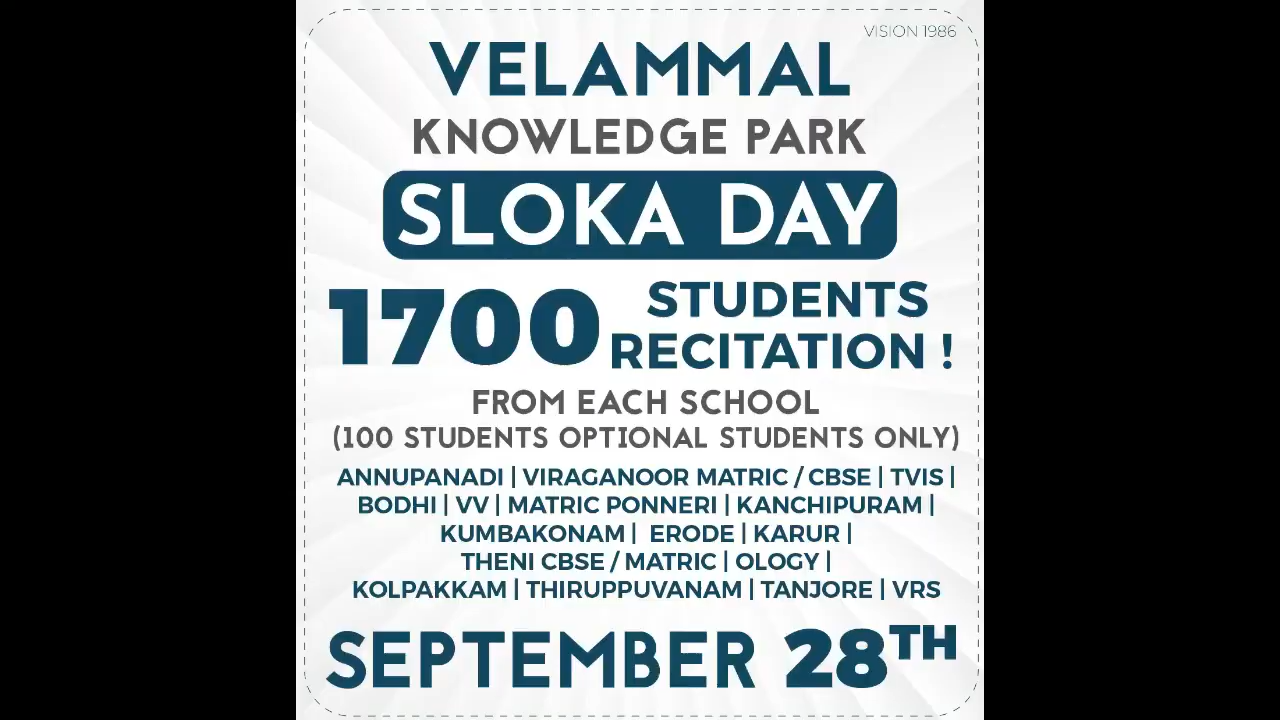 VISION 1986
VELAMMAL
KNOWLEDGE PARK
SLOKA DAY
1700 STUDENTS
RECITATION !
FROM EACH SCHOOL
(100 STUDENTS OPTIONAL STUDENTS ONLY)
ANNUPANADI | VIRAGANOOR MATRIC / CBSE | TVIS |
BODHI | VV | MATRIC PONNERI | KANCHIPURAM |
KUMBAKONAM | ERODE | KARUR |
THENI CBSE / MATRIC | OLOGY |
KOLPAKKAM | THIRUPPUVANAM | TANJORE | VRS
SEPTEMBER 28TH